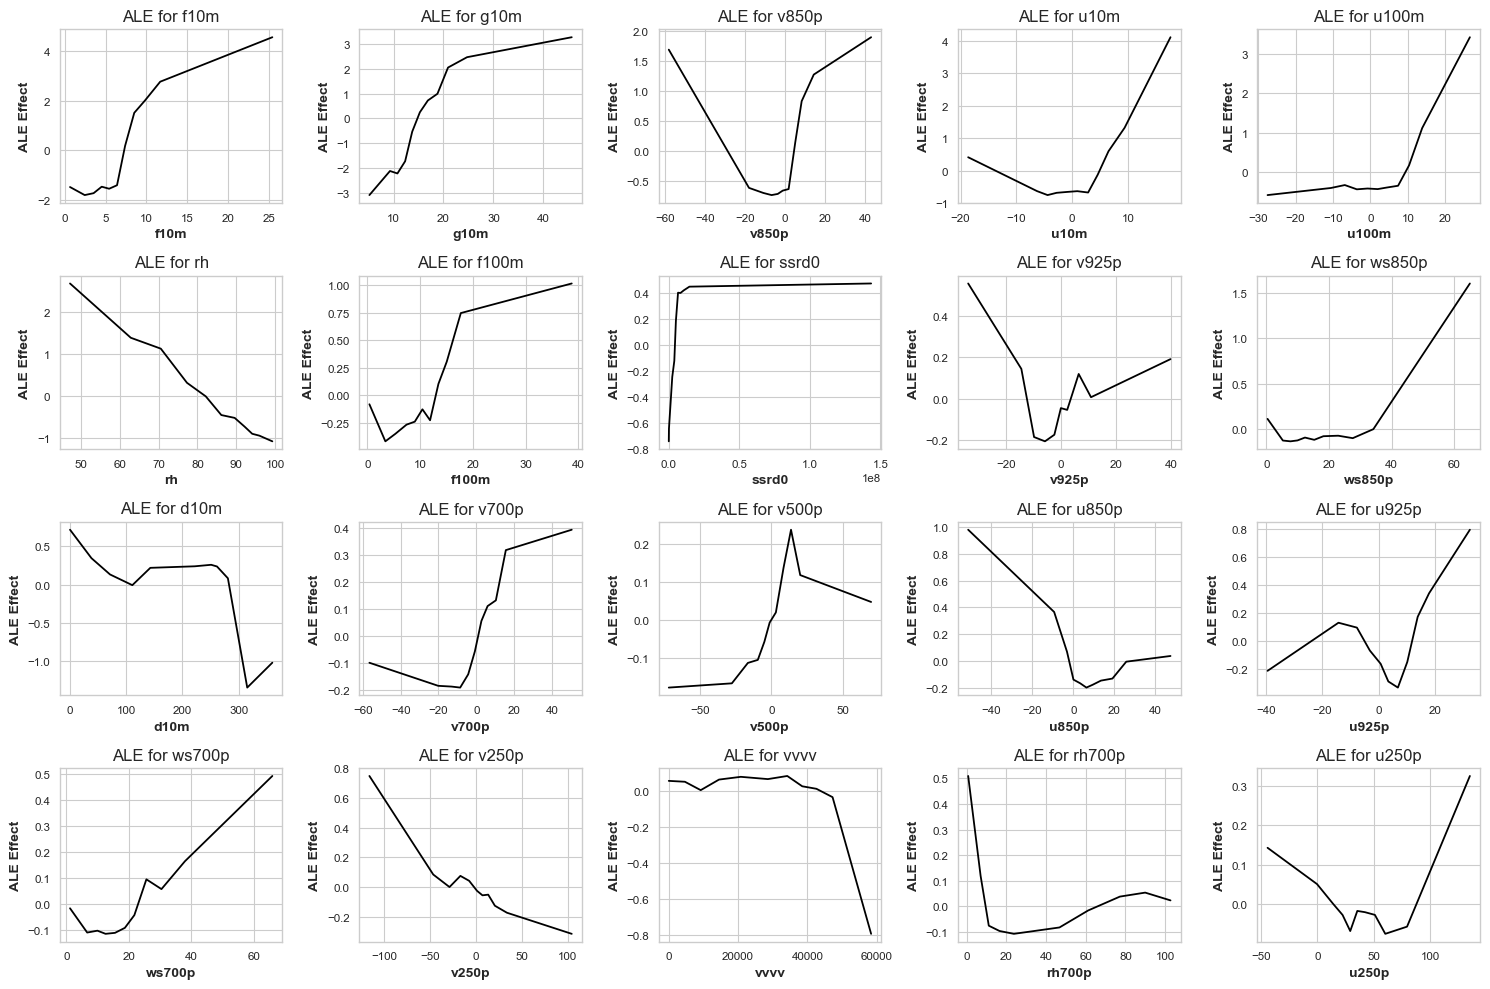 ALE for f10m
ALE Effect
4
2
0
−2
0 5 10 15 20 25
f10m
ALE for g10m
ALE Effect
3
2
1
0
−1
−2
−3
10 20 30 40
g10m
ALE for v850p
ALE Effect
2.0
1.5
1.0
0.5
0.0
−0.5
−60 −40 −20 0 20 40
v850p
ALE for u10m
ALE Effect
4
3
2
1
0
−1
−20 −10 0 10
u10m
ALE for u100m
ALE Effect
3
2
1
0
−30 −20 −10 0 10 20
u100m
ALE for rh
ALE Effect
2
1
0
−1
50 60 70 80 90 100
rh
ALE for f100m
ALE Effect
1.00
0.75
0.50
0.25
0.00
−0.25
0 10 20 30 40
f100m
ALE for ssrd0
ALE Effect
0.4
0.2
0.0
−0.2
−0.4
−0.6
−0.8
0.0 0.5 1.0 1.5
1e8
ssrd0
ALE for v925p
ALE Effect
0.4
0.2
0.0
−0.2
−20 0 20 40
v925p
ALE for ws850p
ALE Effect
1.5
1.0
0.5
0.0
0 20 40 60
ws850p
ALE for d10m
ALE Effect
0.5
0.0
−0.5
−1.0
0 100 200 300
d10m
ALE for v700p
ALE Effect
0.4
0.3
0.2
0.1
0.0
−0.1
−0.2
−60 −40 −20 0 20 40
v700p
ALE for v500p
ALE Effect
0.2
0.1
0.0
−0.1
−50 0 50
v500p
ALE for u850p
ALE Effect
1.0
0.8
0.6
0.4
0.2
0.0
−0.2
−40 −20 0 20 40
u850p
ALE for u925p
ALE Effect
0.8
0.6
0.4
0.2
0.0
−0.2
−40 −20 0 20
u925p
ALE for ws700p
ALE Effect
0.5
0.4
0.3
0.2
0.1
0.0
−0.1
0 20 40 60
ws700p
ALE for v250p
ALE Effect
0.8
0.6
0.4
0.2
0.0
−0.2
−100 −50 0 50 100
v250p
ALE for vvvv
ALE Effect
0.0
−0.2
−0.4
−0.6
−0.8
0 20000 40000 60000
vvvv
ALE for rh700p
ALE Effect
0.5
0.4
0.3
0.2
0.1
0.0
−0.1
0 20 40 60 80 100
rh700p
ALE for u250p
ALE Effect
0.3
0.2
0.1
0.0
−50 0 50 100
u250p